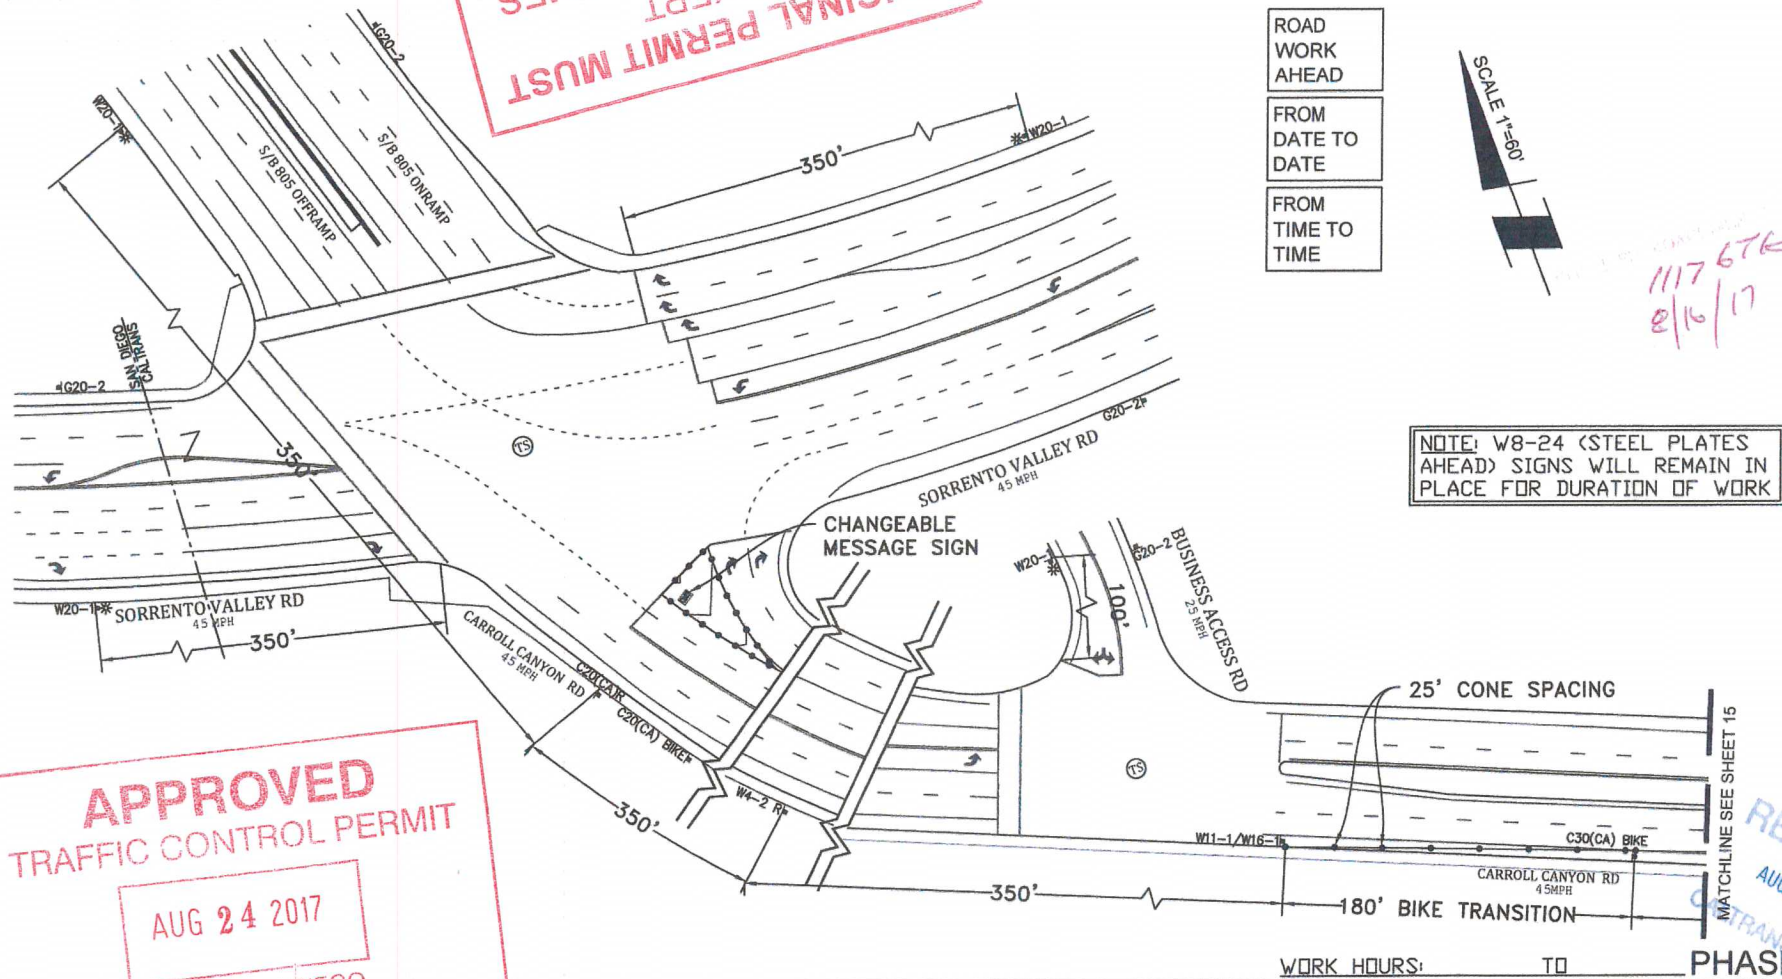 ORIGINAL PERMIT MUST
G20-2
W20-1
S/B 805 OFFRAMP
S/B 805 ONRAMP
350'
W20-1
ROAD
WORK
AHEAD
FROM
DATE TO
DATE
FROM
TIME TO
TIME
SCALE 1"=60'
8/16/17
SAN DIEGO
CALTRANS
G20-2
350'
TS
G20-2
SORRENTO VALLEY RD
45 MPH
NOTE: W8-24 (STEEL PLATES
AHEAD) SIGNS WILL REMAIN IN
PLACE FOR DURATION OF WORK
CHANGEABLE
MESSAGE SIGN
W20-1
G20-2
BUSINESS ACCESS RD
25 MPH
100'
W20-1
SORRENTO VALLEY RD
45 MPH
350'
CARROLL CANYON RD
45 MPH
C20(CA)R
C20(CA) BIKE
W4-2 R
350'
TS
25' CONE SPACING
W11-1/W16-1
C30(CA) BIKE
CARROLL CANYON RD
45MPH
MATCHLINE SEE SHEET 15
350'
180' BIKE TRANSITION
APPROVED
TRAFFIC CONTROL PERMIT
AUG 24 2017
WORK HOURS: TO